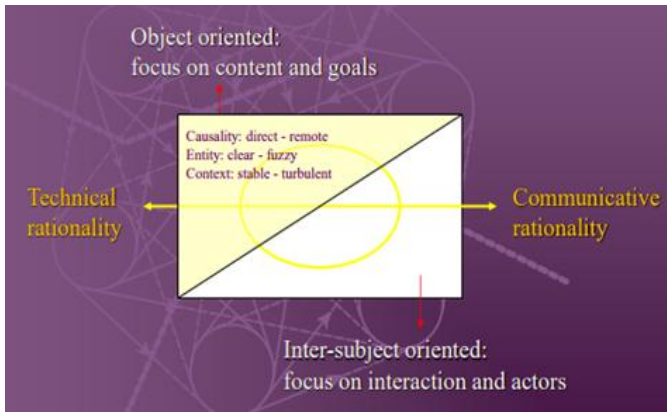 Object oriented:
focus on content and goals
Causality: direct - remote
Entity: clear - fuzzy
Context: stable - turbulent
Technical
rationality
Communicative
rationality
Inter-subject oriented:
focus on interaction and actors